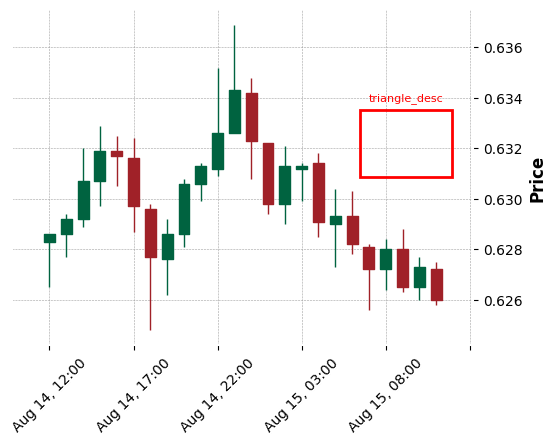 0.636
0.634
0.632
0.630
0.628
0.626
Price
triangle_desc
Aug 14, 12:00
Aug 14, 17:00
Aug 14, 22:00
Aug 15, 03:00
Aug 15, 08:00